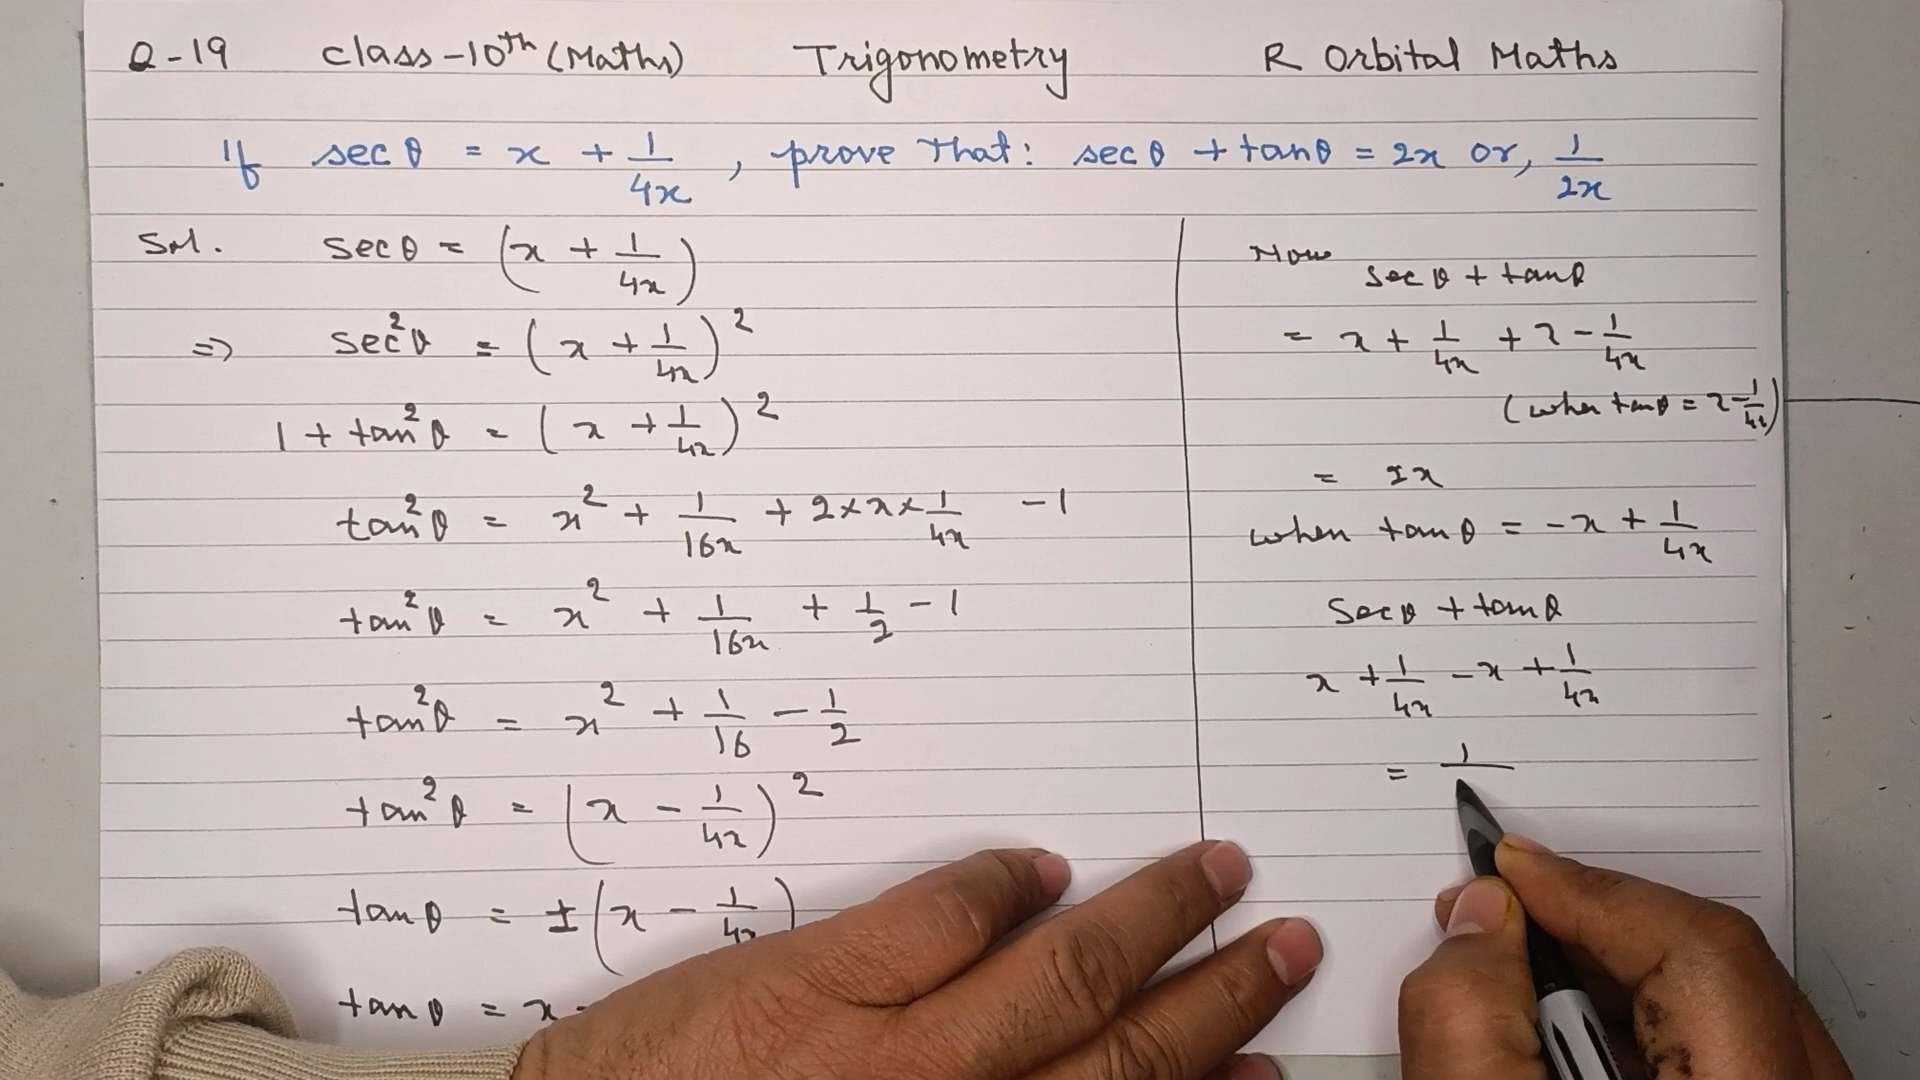 Q-19 Class-10th (Maths) Trigonometry R Orbital Maths
If sec θ = x + 1/4x , prove that: sec θ + tanθ = 2x or, 1/2x
Sol. sec θ = (x + 1/4x)
=> sec²θ = (x + 1/4x)²
1 + tan²θ = (x + 1/4x)²
tan²θ = x² + 1/16x + 2×x×1/4x - 1
tan²θ = x² + 1/16x + 1/2 - 1
tan²θ = x² + 1/16 - 1/2
tan²θ = (x - 1/4x)²
tan θ = ± (x - 1/4x)
tan θ = x -
Now
sec θ + tanθ
= x + 1/4x + x - 1/4x
(when tanθ = x - 1/4x)
= 2x
when tan θ = -x + 1/4x
Sec θ + tan θ
x + 1/4x - x + 1/4x
= 1/